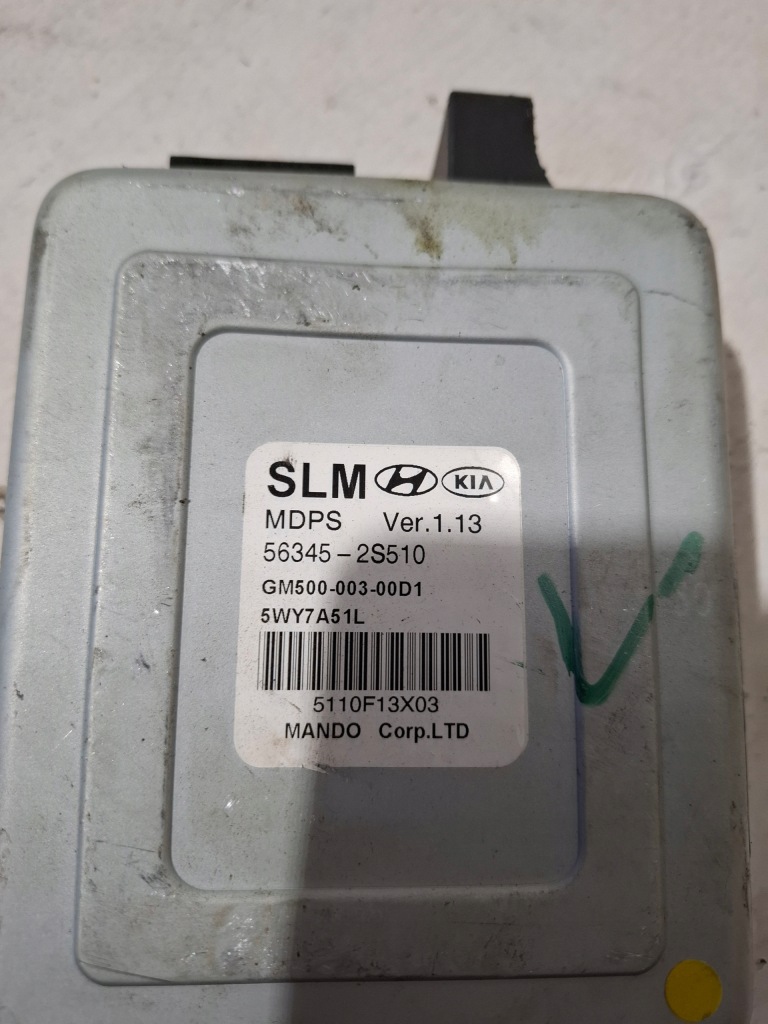 SLM KIA
MDPS Ver.1.13
56345-2S510
GM500-003-00D1
5WY7A51L
5110F13X03
MANDO Corp.LTD